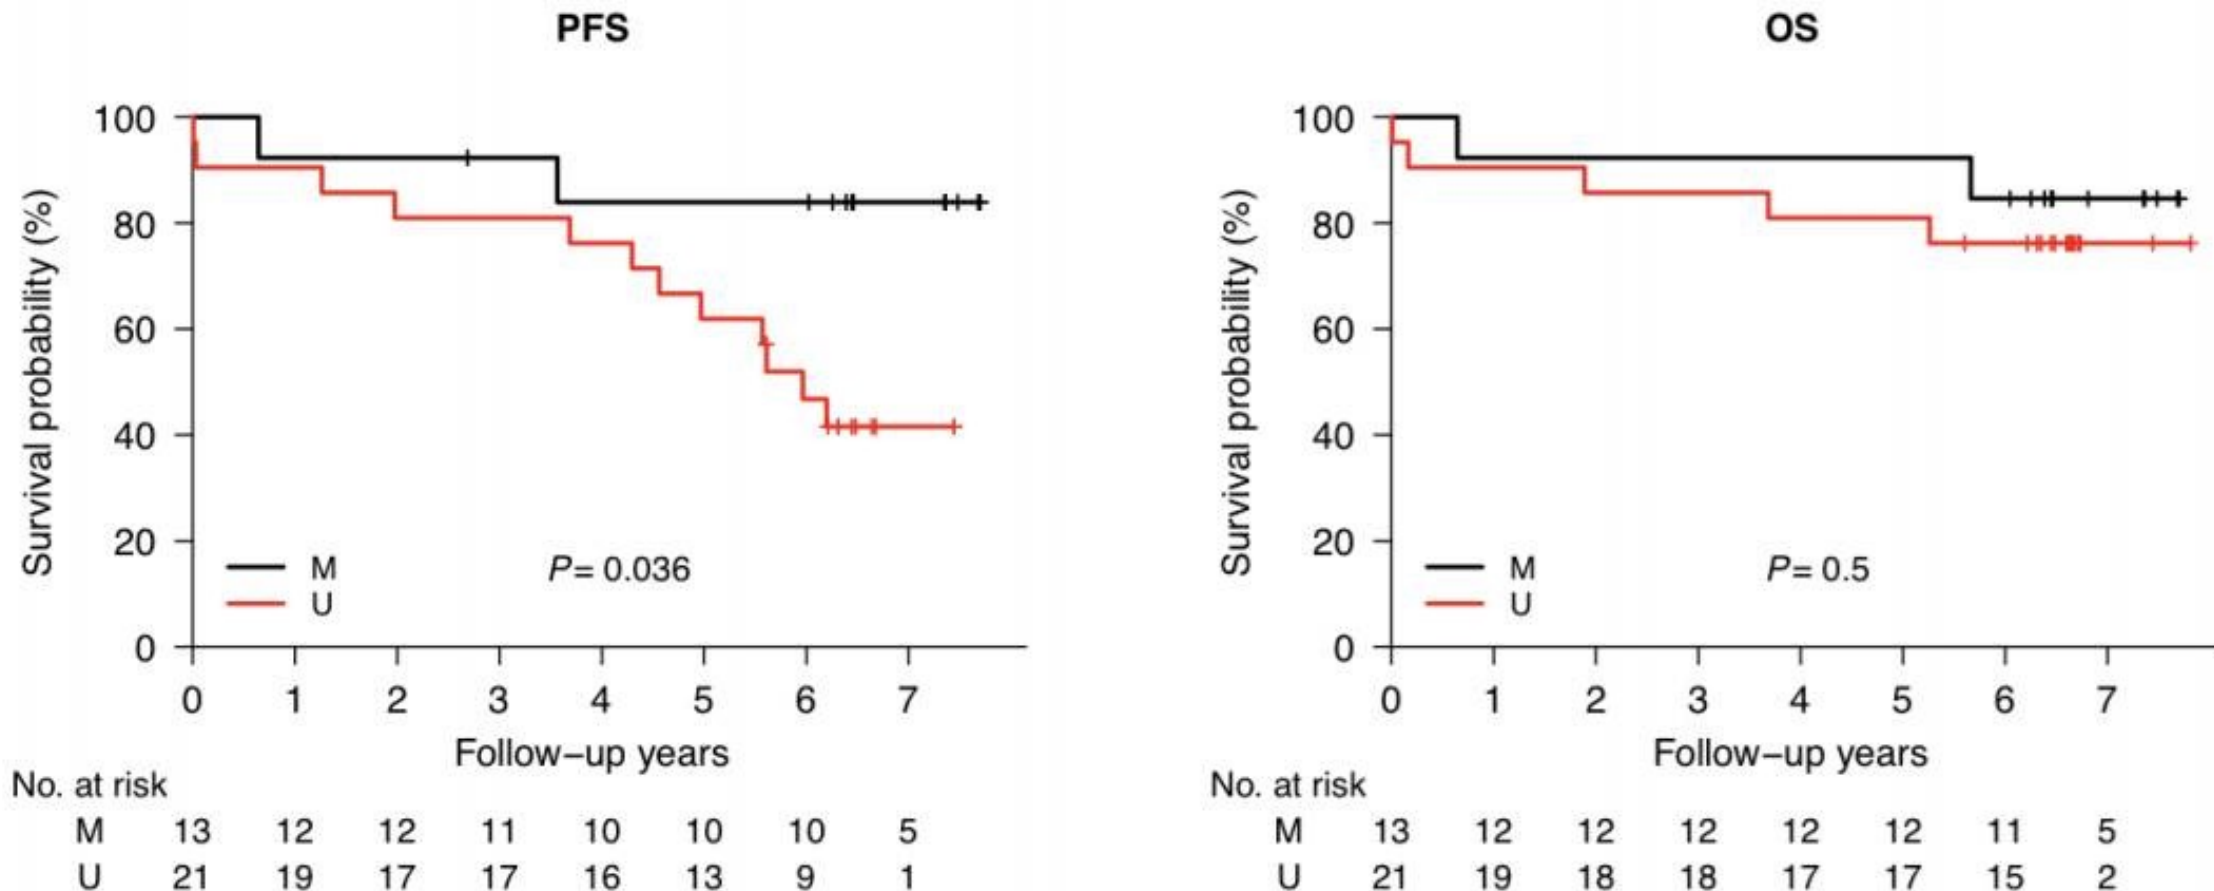 PFS
Survival probability (%)
100
80
60
40
20
0
M
U
P= 0.036
0 1 2 3 4 5 6 7
Follow–up years
No. at risk
M 13 12 12 11 10 10 10 5
U 21 19 17 17 16 13 9 1
OS
Survival probability (%)
100
80
60
40
20
0
M
U
P= 0.5
0 1 2 3 4 5 6 7
Follow–up years
No. at risk
M 13 12 12 12 12 12 11 5
U 21 19 18 18 17 17 15 2